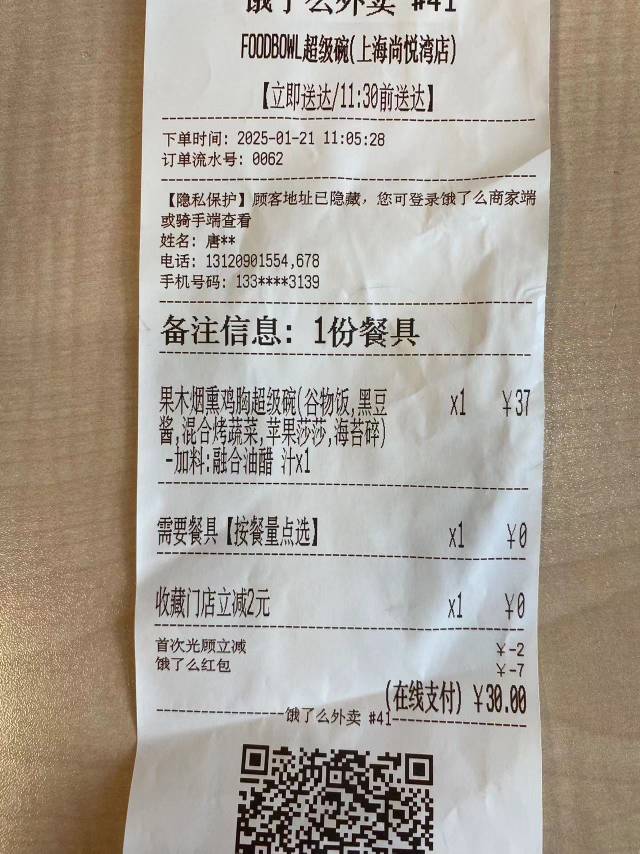 饿了么外卖 #41
FOODBOWL超级碗(上海尚悦湾店)
【立即送达/11:30前送达】
下单时间: 2025-01-21 11:05:28
订单流水号: 0062
【隐私保护】顾客地址已隐藏，您可登录饿了么商家端
或骑手端查看
姓名: 唐**
电话: 13120901554,678
手机号码: 133****3139
备注信息: 1份餐具
果木烟熏鸡胸超级碗(谷物饭,黑豆 x1 ￥37
酱,混合烤蔬菜,苹果莎莎,海苔碎)
-加料:融合油醋 汁x1
需要餐具【按餐量点选】 x1 ￥0
收藏门店立减2元 x1 ￥0
首次光顾立减 ￥-2
饿了么红包 ￥-7
(在线支付) ￥30.00
饿了么外卖 #41